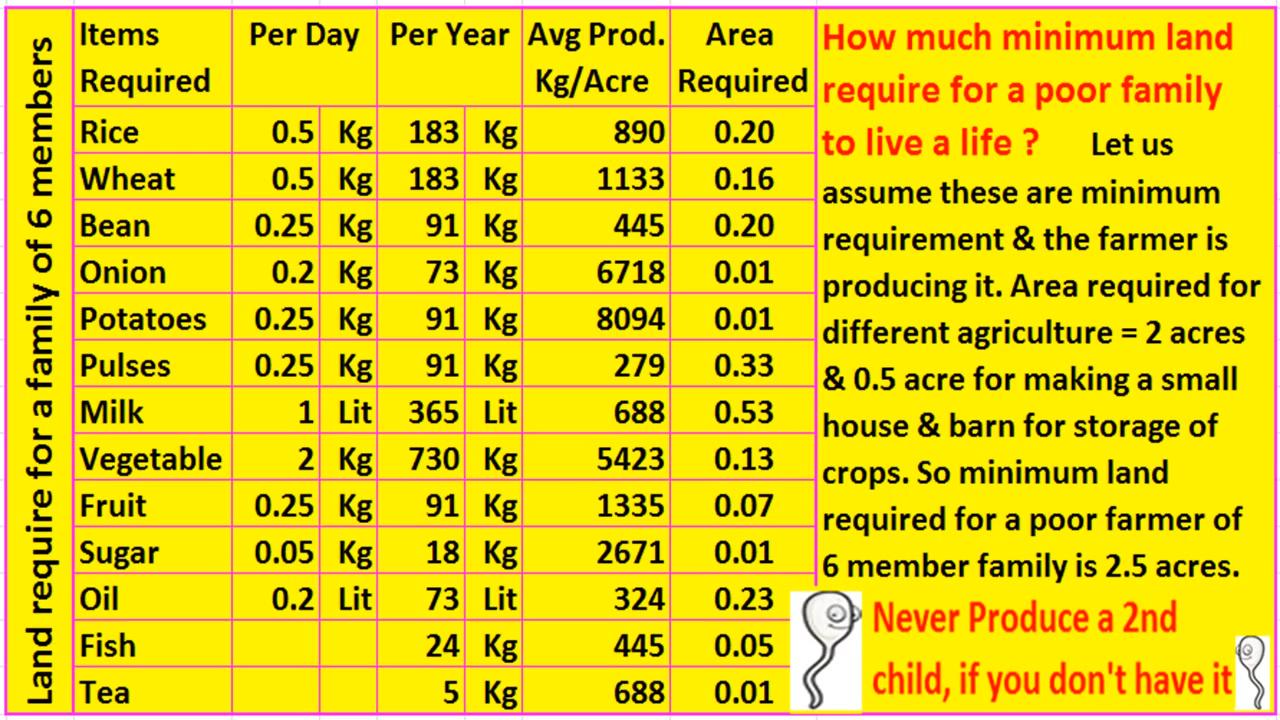 Land require for a family of 6 members
Items Required Per Day Per Year Avg Prod. Kg/Acre Area Required
Rice 0.5 Kg 183 Kg 890 0.20
Wheat 0.5 Kg 183 Kg 1133 0.16
Bean 0.25 Kg 91 Kg 445 0.20
Onion 0.2 Kg 73 Kg 6718 0.01
Potatoes 0.25 Kg 91 Kg 8094 0.01
Pulses 0.25 Kg 91 Kg 279 0.33
Milk 1 Lit 365 Lit 688 0.53
Vegetable 2 Kg 730 Kg 5423 0.13
Fruit 0.25 Kg 91 Kg 1335 0.07
Sugar 0.05 Kg 18 Kg 2671 0.01
Oil 0.2 Lit 73 Lit 324 0.23
Fish 24 Kg 445 0.05
Tea 5 Kg 688 0.01
How much minimum land
require for a poor family
to live a life ? Let us
assume these are minimum
requirement & the farmer is
producing it. Area required for
different agriculture = 2 acres
& 0.5 acre for making a small
house & barn for storage of
crops. So minimum land
required for a poor farmer of
6 member family is 2.5 acres.
Never Produce a 2nd
child, if you don't have it